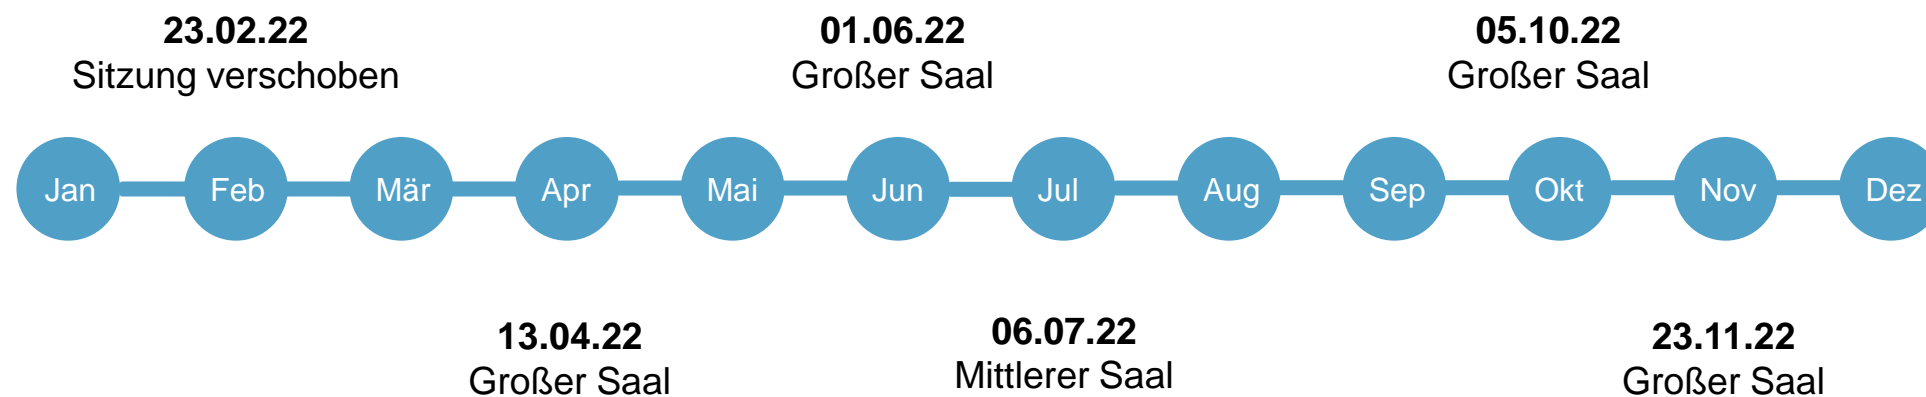 23.02.22
Sitzung verschoben
01.06.22
Großer Saal
05.10.22
Großer Saal
Jan Feb Mär Apr Mai Jun Jul Aug Sep Okt Nov Dez
13.04.22
Großer Saal
06.07.22
Mittlerer Saal
23.11.22
Großer Saal